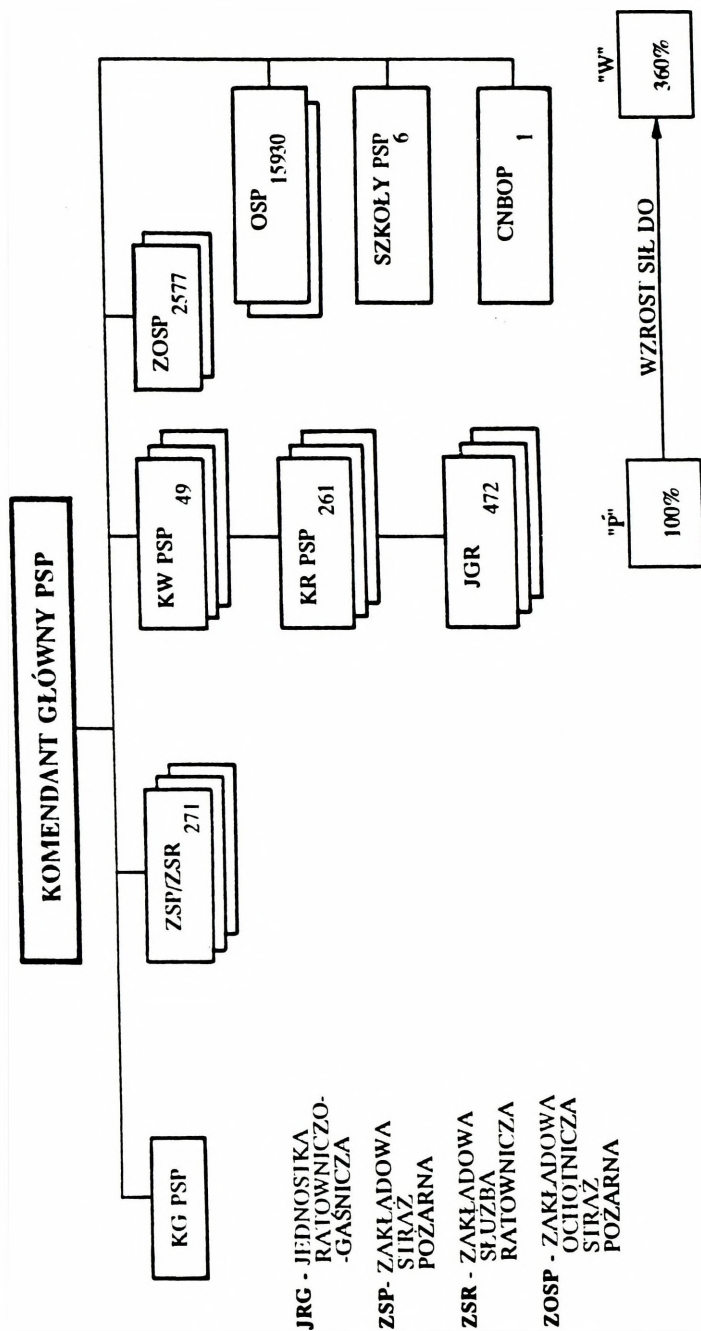 KOMENDANT GŁÓWNY PSP
KG PSP
ZSP/ZSR
271
KW PSP
49
KR PSP
261
JGR
472
ZOSP
2577
OSP
15930
SZKOŁY PSP
6
CNBOP
1
JRG - JEDNOSTKA
RATOWNICZO-
-GAŚNICZA
ZSP- ZAKŁADOWA
STRAŻ
POŻARNA
ZSR - ZAKŁADOWA
SŁUŻBA
RATOWNICZA
ZOSP - ZAKŁADOWA
OCHOTNICZA
STRAŻ
POŻARNA
"P"
100%
WZROST SIŁ DO
"W"
360%